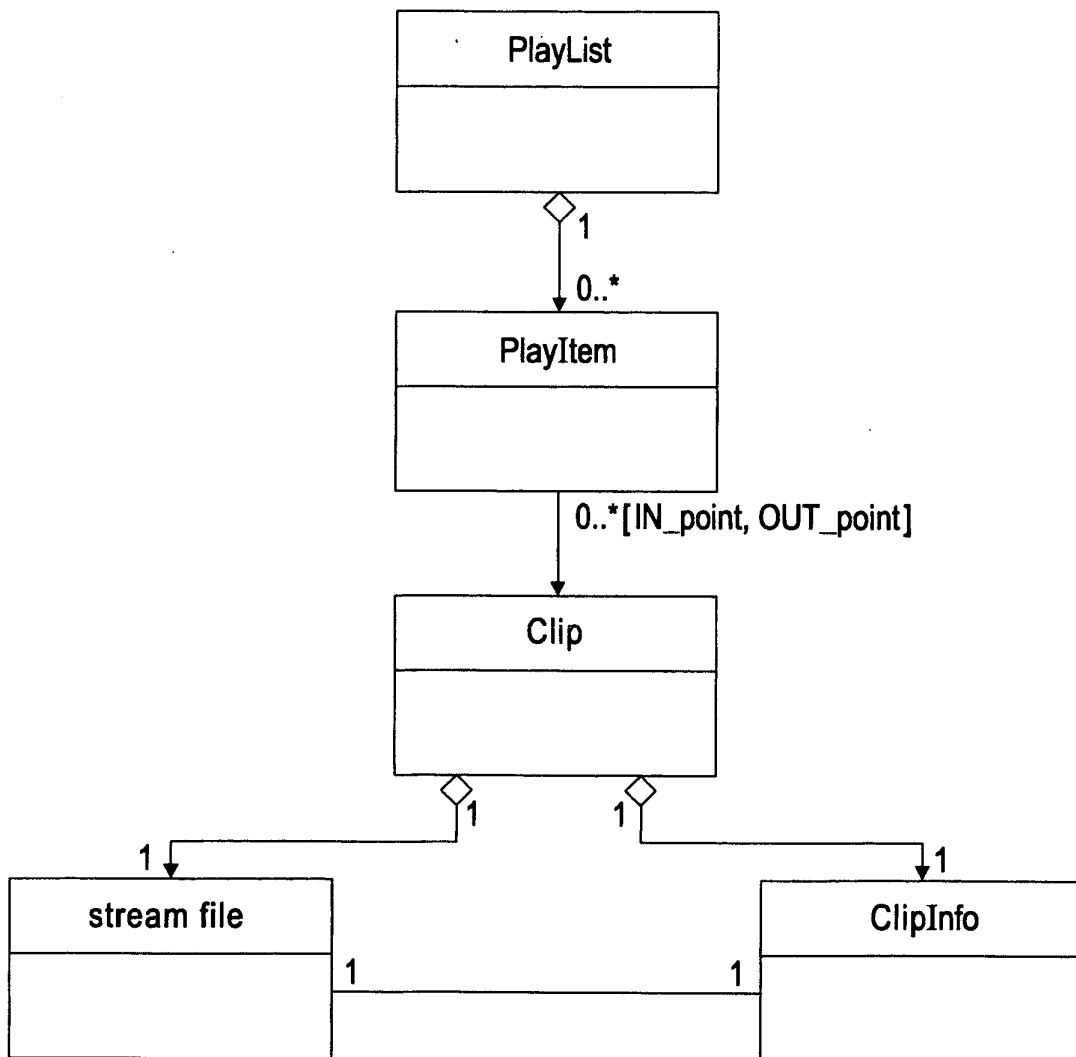 PlayList
1
0..*
PlayItem
0..*[IN_point, OUT_point]
Clip
1
1
1
1
stream file
ClipInfo
1
1